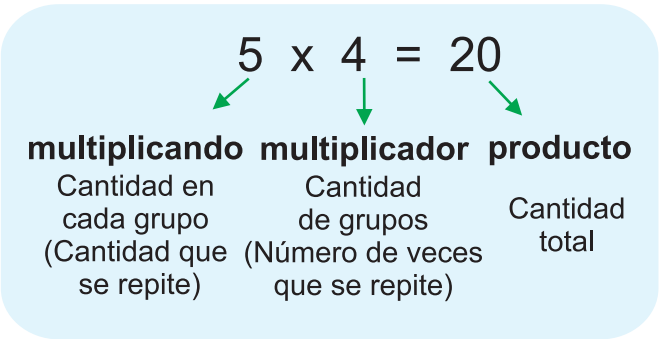 5 x 4 = 20
multiplicando multiplicador producto
Cantidad en
cada grupo
(Cantidad que
se repite)
Cantidad
de grupos
(Número de veces
que se repite)
Cantidad
total